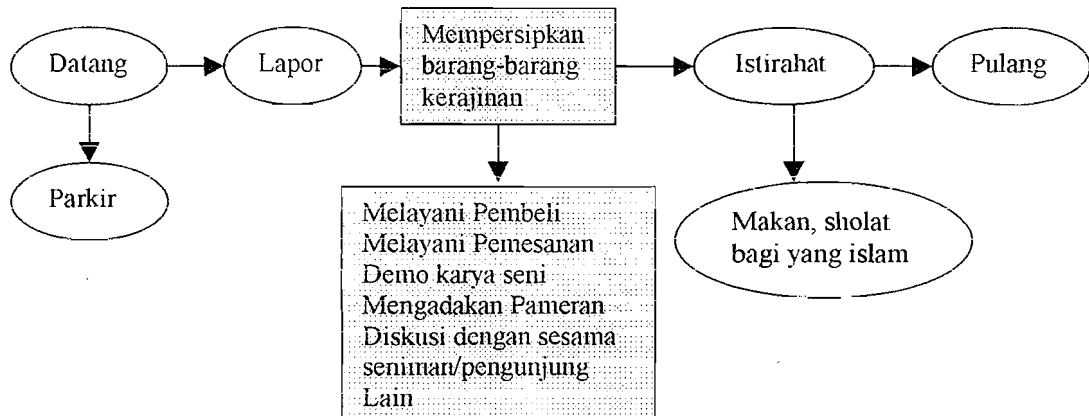 Datang
Lapor
Mempersipkan
barang-barang
kerajinan
Istirahat
Pulang
Parkir
Melayani Pembeli
Melayani Pemesanan
Demo karya seni
Mengadakan Pameran
Diskusi dengan sesama
seniman/pengunjung
Lain
Makan, sholat
bagi yang islam